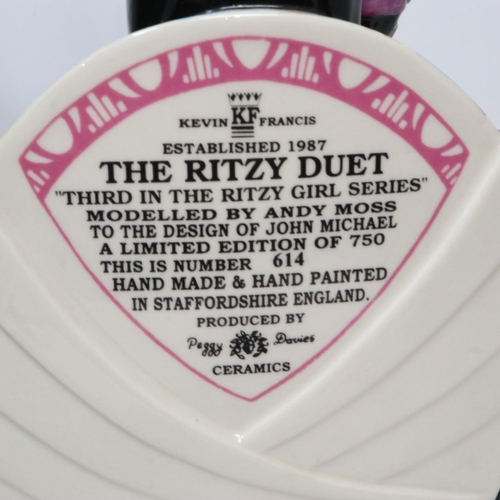 KEVIN KF FRANCIS
ESTABLISHED 1987
THE RITZY DUET
"THIRD IN THE RITZY GIRL SERIES"
MODELLED BY ANDY MOSS
TO THE DESIGN OF JOHN MICHAEL
A LIMITED EDITION OF 750
THIS IS NUMBER 614
HAND MADE & HAND PAINTED
IN STAFFORDSHIRE ENGLAND.
PRODUCED BY
Peggy Davies
CERAMICS